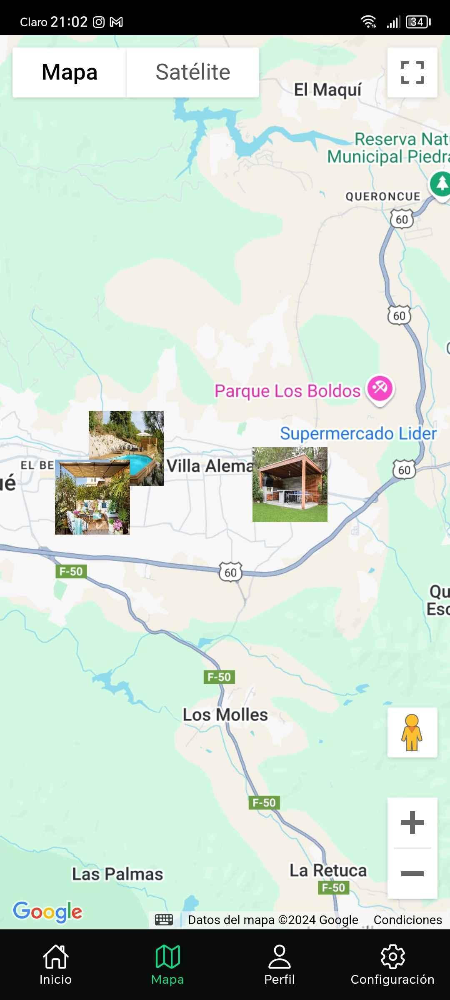 Claro 21:02
34
Mapa
Satélite
El Maquí
Reserva Nat
Municipal Piedra
QUERONCUE
60
60
Parque Los Boldos
Supermercado Lider
EL BE
Villa Alema
60
ué
F-50
60
Qu
Esc
F-50
Los Molles
F-50
Las Palmas
La Retuca
F-50
Google
Datos del mapa ©2024 Google
Condiciones
Inicio
Mapa
Perfil
Configuración